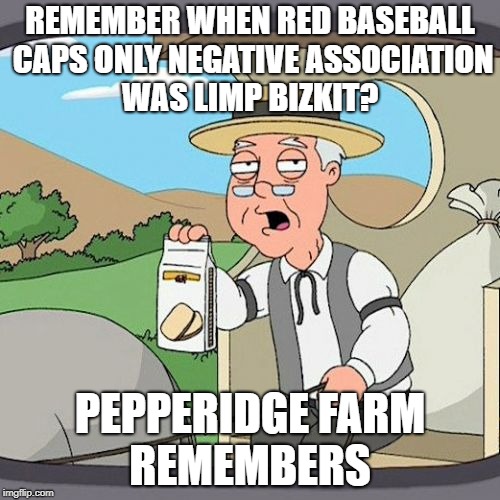 REMEMBER WHEN RED BASEBALL
CAPS ONLY NEGATIVE ASSOCIATION
WAS LIMP BIZKIT?
PEPPERIDGE FARM
REMEMBERS
imgflip.com